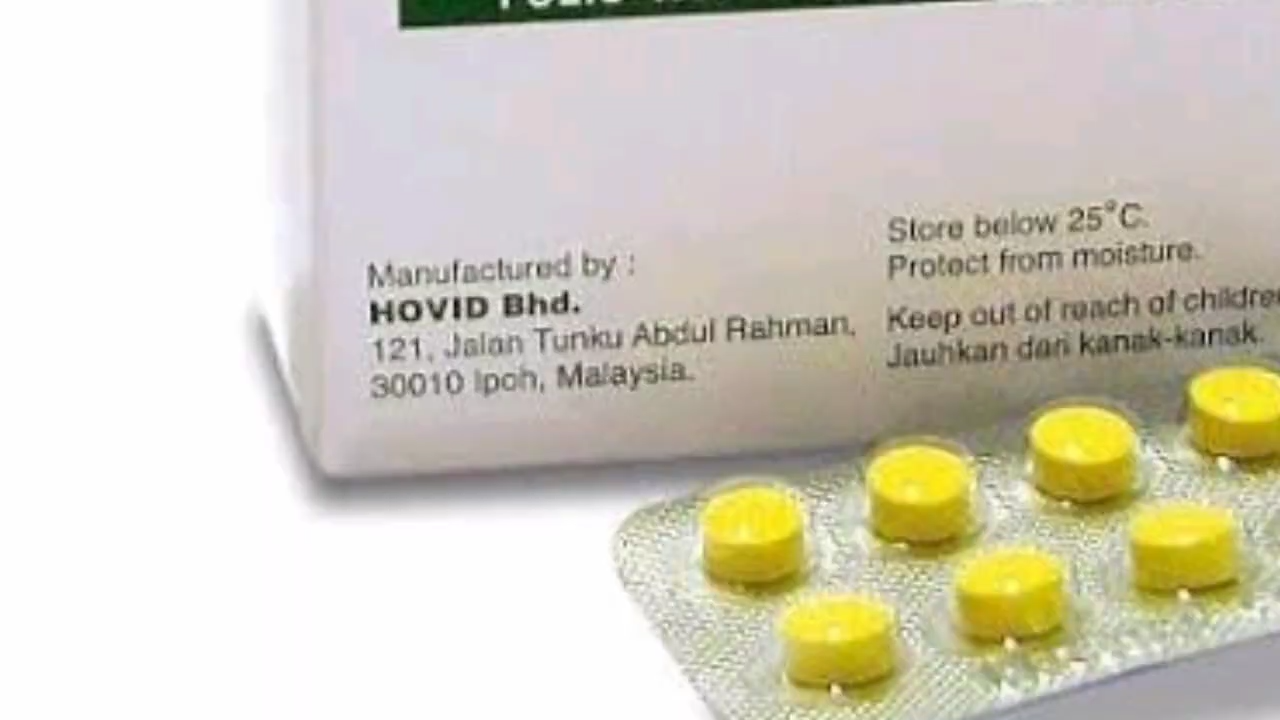 Manufactured by :
HOVID Bhd.
121, Jalan Tunku Abdul Rahman,
30010 Ipoh, Malaysia.
Store below 25°C.
Protect from moisture.
Keep out of reach of children
Jauhkan dari kanak-kanak.